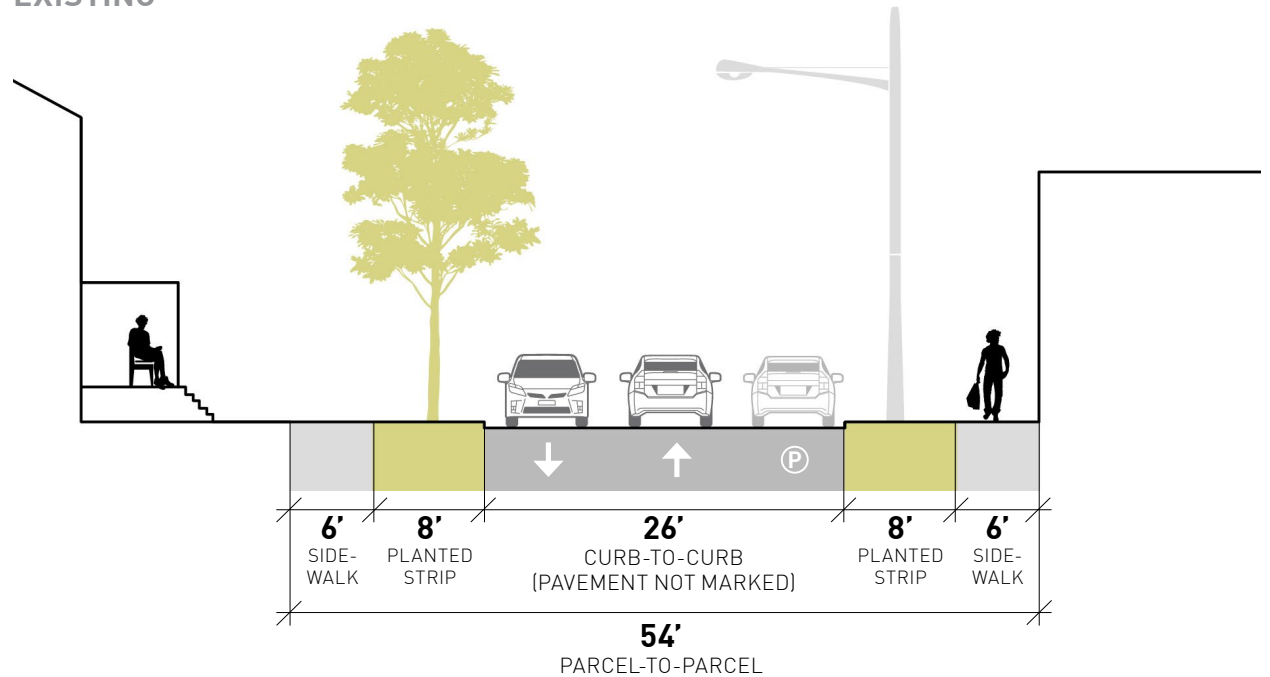 EXISTING
P
6’
SIDE-
WALK
8’
PLANTED
STRIP
26’
CURB-TO-CURB
(PAVEMENT NOT MARKED)
8’
PLANTED
STRIP
6’
SIDE-
WALK
54’
PARCEL-TO-PARCEL